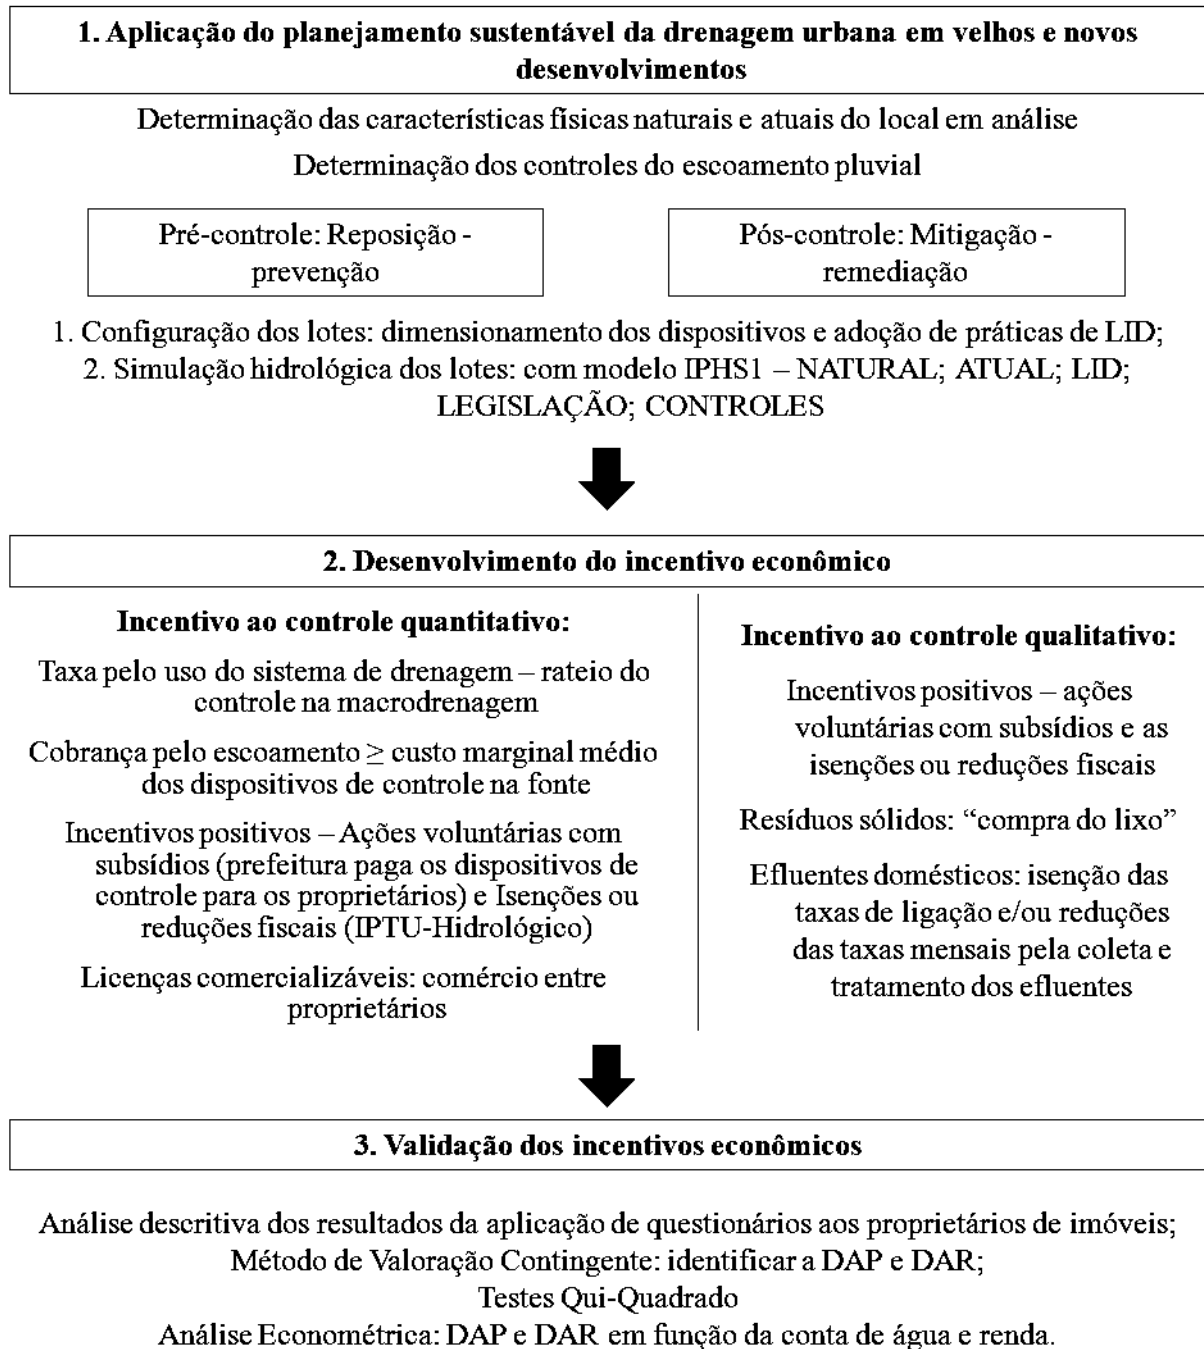 1. Aplicação do planejamento sustentável da drenagem urbana em velhos e novos
desenvolvimentos
Determinação das características físicas naturais e atuais do local em análise
Determinação dos controles do escoamento pluvial
Pré-controle: Reposição -
prevenção
Pós-controle: Mitigação -
remediação
1. Configuração dos lotes: dimensionamento dos dispositivos e adoção de práticas de LID;
2. Simulação hidrológica dos lotes: com modelo IPHS1 – NATURAL; ATUAL; LID;
LEGISLAÇÃO; CONTROLES
2. Desenvolvimento do incentivo econômico
Incentivo ao controle quantitativo:
Taxa pelo uso do sistema de drenagem – rateio do
controle na macrodrenagem
Cobrança pelo escoamento ≥ custo marginal médio
dos dispositivos de controle na fonte
Incentivos positivos – Ações voluntárias com
subsídios (prefeitura paga os dispositivos de
controle para os proprietários) e Isenções ou
reduções fiscais (IPTU-Hidrológico)
Licenças comercializáveis: comércio entre
proprietários
Incentivo ao controle qualitativo:
Incentivos positivos – ações
voluntárias com subsídios e as
isenções ou reduções fiscais
Resíduos sólidos: “compra do lixo”
Efluentes domésticos: isenção das
taxas de ligação e/ou reduções
das taxas mensais pela coleta e
tratamento dos efluentes
3. Validação dos incentivos econômicos
Análise descritiva dos resultados da aplicação de questionários aos proprietários de imóveis;
Método de Valoração Contingente: identificar a DAP e DAR;
Testes Qui-Quadrado
Análise Econométrica: DAP e DAR em função da conta de água e renda.